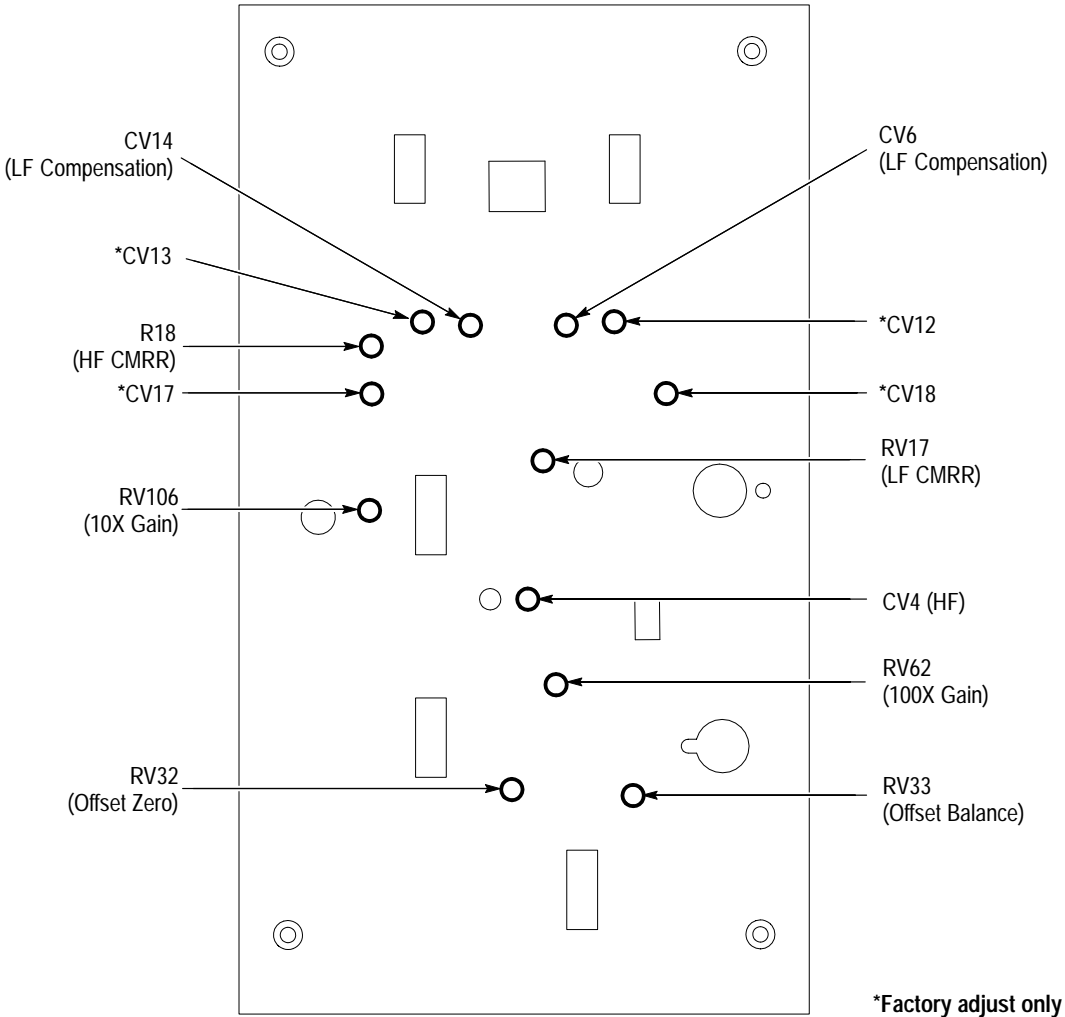 CV14
(LF Compensation)
*CV13
R18
(HF CMRR)
*CV17
RV106
(10X Gain)
RV32
(Offset Zero)
CV6
(LF Compensation)
*CV12
*CV18
RV17
(LF CMRR)
CV4 (HF)
RV62
(100X Gain)
RV33
(Offset Balance)
*Factory adjust only